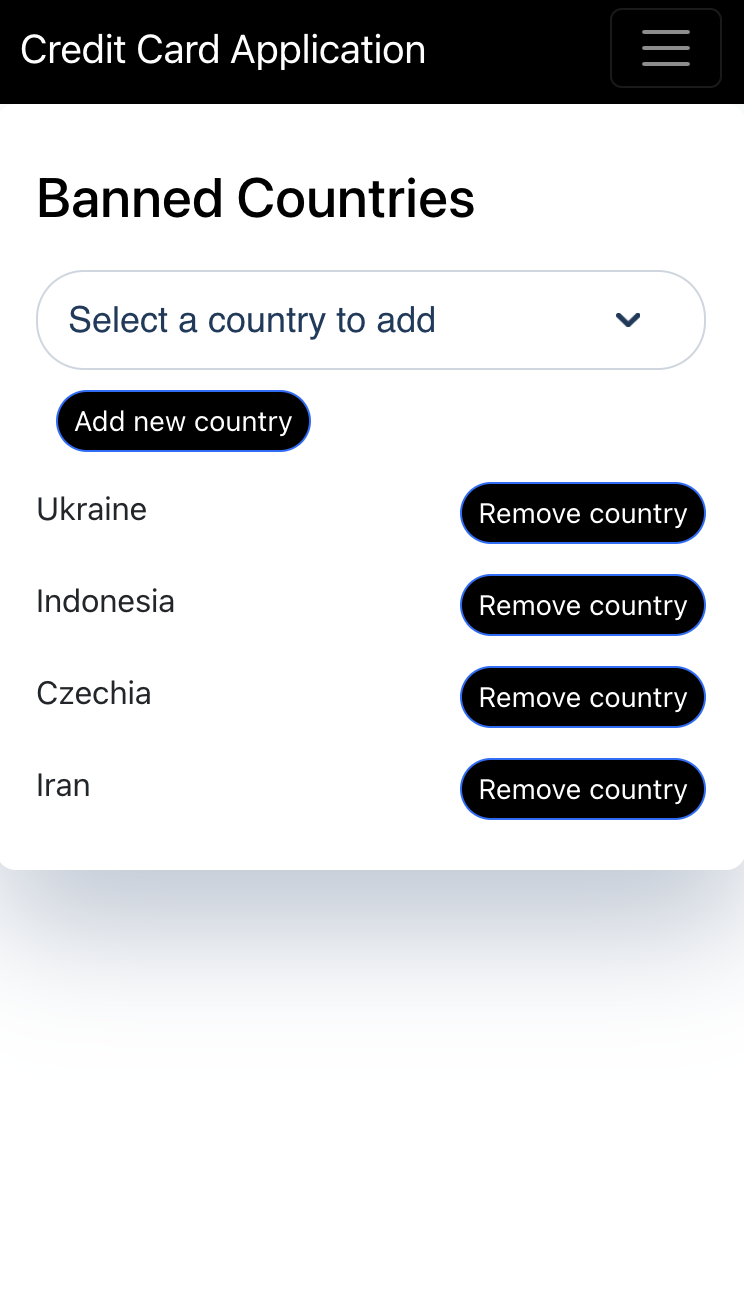 Credit Card Application
Banned Countries
Select a country to add
Add new country
Ukraine Remove country
Indonesia Remove country
Czechia Remove country
Iran Remove country